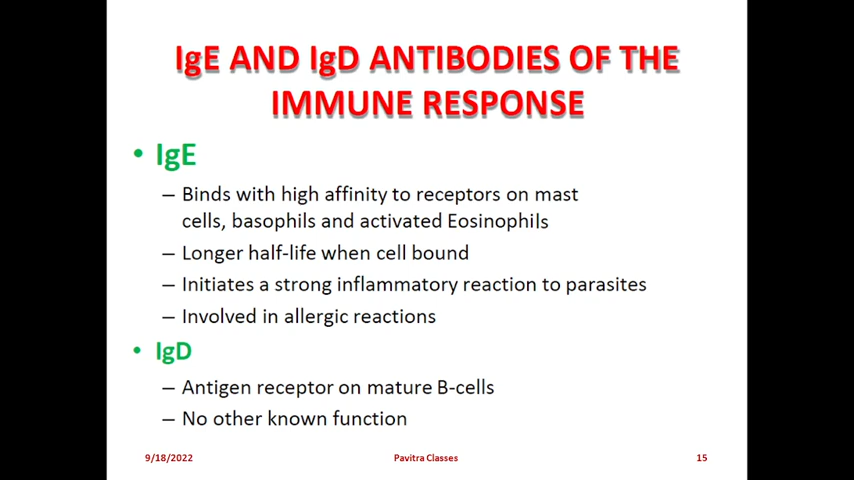 IgE AND IgD ANTIBODIES OF THE
IMMUNE RESPONSE
• IgE
– Binds with high affinity to receptors on mast
cells, basophils and activated Eosinophils
– Longer half-life when cell bound
– Initiates a strong inflammatory reaction to parasites
– Involved in allergic reactions
• IgD
– Antigen receptor on mature B-cells
– No other known function
9/18/2022 Pavitra Classes 15